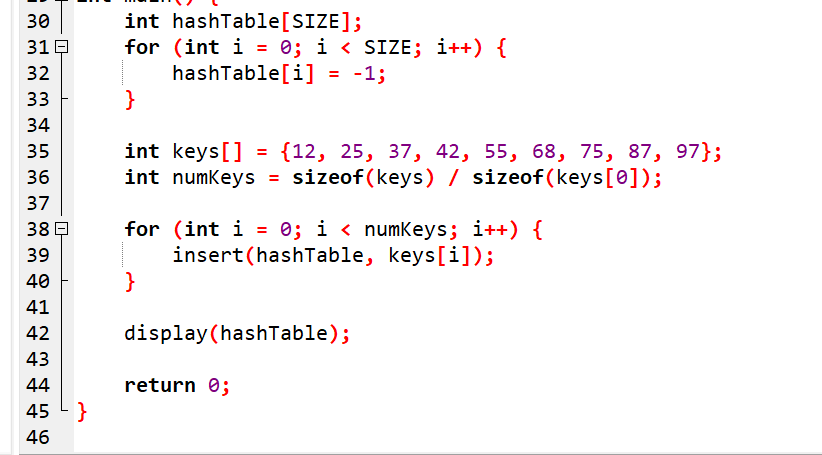 30 int hashTable[SIZE];
31 for (int i = 0; i < SIZE; i++) {
32 hashTable[i] = -1;
33 }
34
35 int keys[] = {12, 25, 37, 42, 55, 68, 75, 87, 97};
36 int numKeys = sizeof(keys) / sizeof(keys[0]);
37
38 for (int i = 0; i < numKeys; i++) {
39 insert(hashTable, keys[i]);
40 }
41
42 display(hashTable);
43
44 return 0;
45 }
46